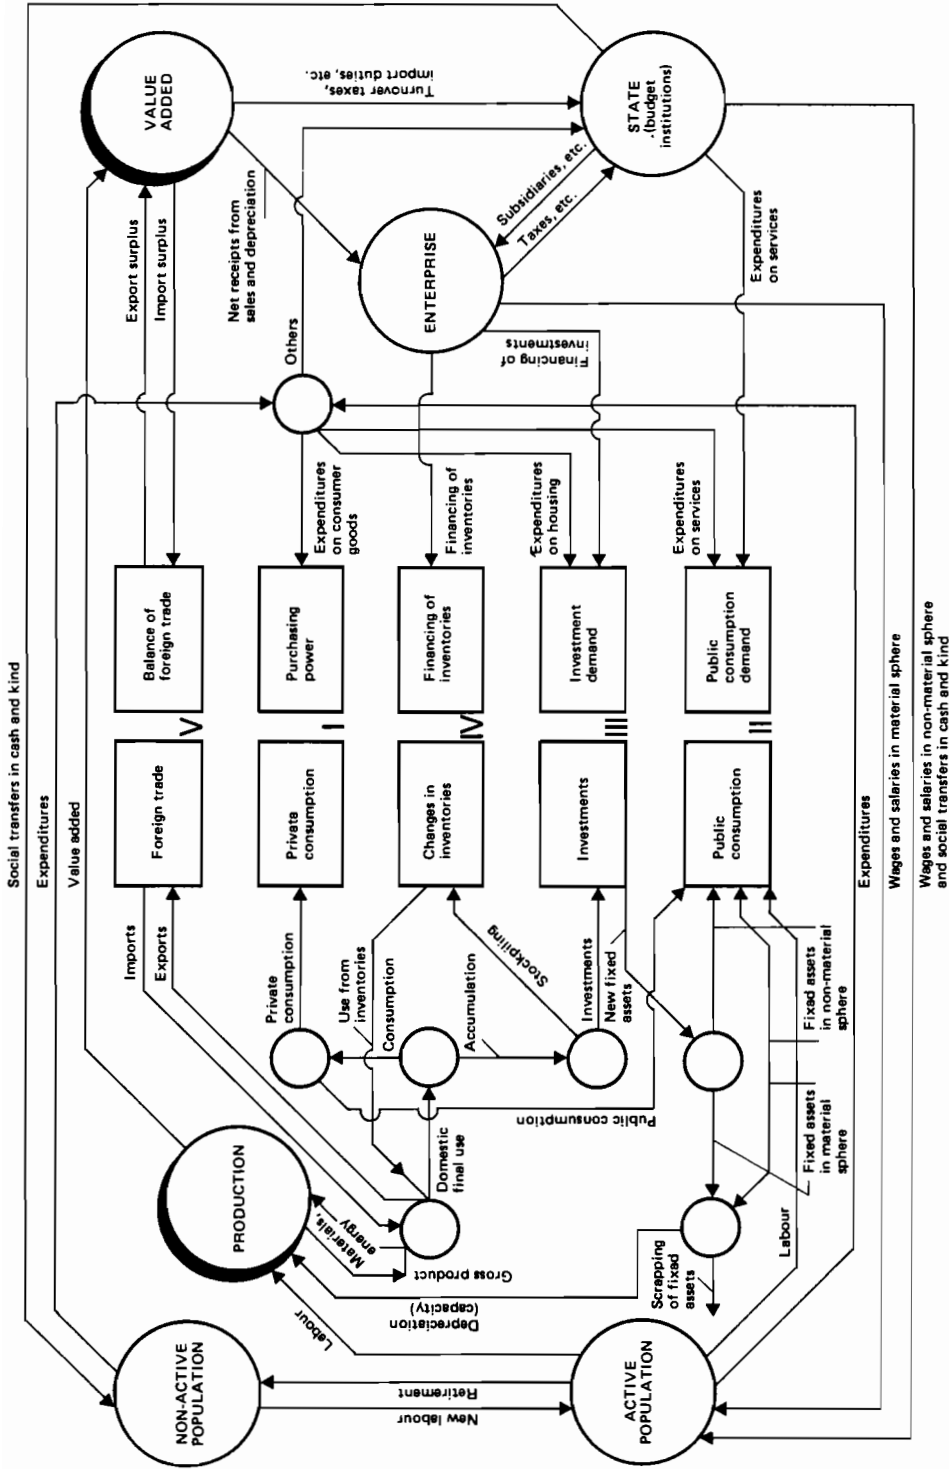 Social transfers in cash and kind
Expenditures
Value added
VALUE
ADDED
Turnover taxes,
import duties, etc.
STATE
.(budget
institutions)
Export surplus
Import surplus
Net receipts from
sales and depreciation
Others
ENTERPRISE
Subsidiaries, etc.
Taxes, etc.
Expenditures
on services
Financing of
investments
Expenditures
on consumer
goods
Financing of
inventories
Expenditures
on housing
Expenditures
on services
Balance of
foreign trade
Purchasing
power
Financing of
inventories
Investment
demand
Public
consumption
demand
V
I
IV
III
II
Foreign trade
Private
consumption
Changes in
inventories
Investments
Public
consumption
Imports
Exports
Private
consumption
Use from
inventories
Consumption
Accumulation
Stockpiling
Investments
New fixed
assets
Fixad assets
in non-material
sphere
Public consumption
Domestic
final use
Fixed assets
in material
sphere
PRODUCTION
Materials,
energy
Gross product
Depreciation
(capacity)
Scrapping
of fixed
assets
Labour
Labour
NON-ACTIVE
POPULATION
Retirement
New labour
ACTIVE
POPULATION
Expenditures
Wages and salaries in material sphere
Wages and salaries in non-material sphere
and social transfers in cash and kind